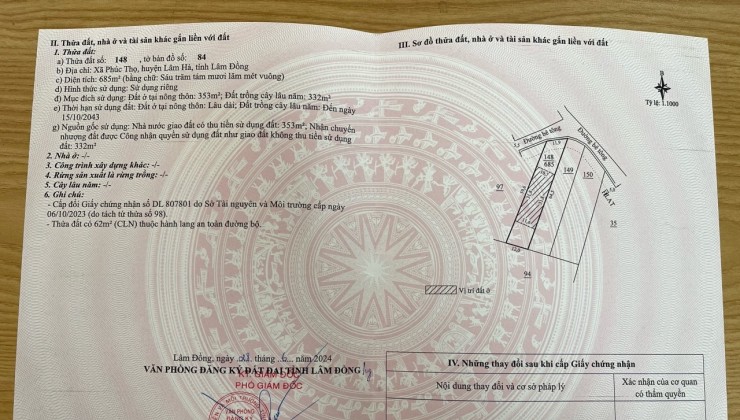 II. Thửa đất, nhà ở và tài sản khác gắn liền với đất
1. Thửa đất:
a) Thửa đất số: 148 , tờ bản đồ số: 84
b) Địa chỉ: Xã Phúc Thọ, huyện Lâm Hà, tỉnh Lâm Đồng
c) Diện tích: 685m² (bằng chữ: Sáu trăm tám mươi lăm mét vuông)
d) Hình thức sử dụng: Sử dụng riêng
đ) Mục đích sử dụng: Đất ở tại nông thôn: 353m²; Đất trồng cây lâu năm: 332m²
e) Thời hạn sử dụng đất: Đất ở tại nông thôn: Lâu dài; Đất trồng cây lâu năm: Đến ngày
15/10/2043
g) Nguồn gốc sử dụng: Nhà nước giao đất có thu tiền sử dụng đất: 353m²; Nhận chuyển
nhượng đất được Công nhận quyền sử dụng đất như giao đất không thu tiền sử dụng
đất: 332m²
2. Nhà ở: -/-
3. Công trình xây dựng khác: -/-
4. Rừng sản xuất là rừng trồng: -/-
5. Cây lâu năm: -/-
6. Ghi chú:
- Cấp đổi Giấy chứng nhận số DL 807801 do Sở Tài nguyên và Môi trường cấp ngày
06/10/2023 (do tách từ thửa số 98).
- Thửa đất có 62m² (CLN) thuộc hành lang an toàn đường bộ.
Lâm Đồng, ngày tháng năm 2024
VĂN PHÒNG ĐĂNG KÝ ĐẤT ĐAI TỈNH LÂM ĐỒNG
KT. GIÁM ĐỐC
PHÓ GIÁM ĐỐC
III. Sơ đồ thửa đất, nhà ở và tài sản khác gắn liền với đất
Tỷ lệ: 1:1000
Đường bê tông
Đường bê tông
148
685
149
150
97
HLAT
35
94
Vị trí đất ở
IV. Những thay đổi sau khi cấp Giấy chứng nhận
Nội dung thay đổi và cơ sở pháp lý
Xác nhận của cơ quan
có thẩm quyền